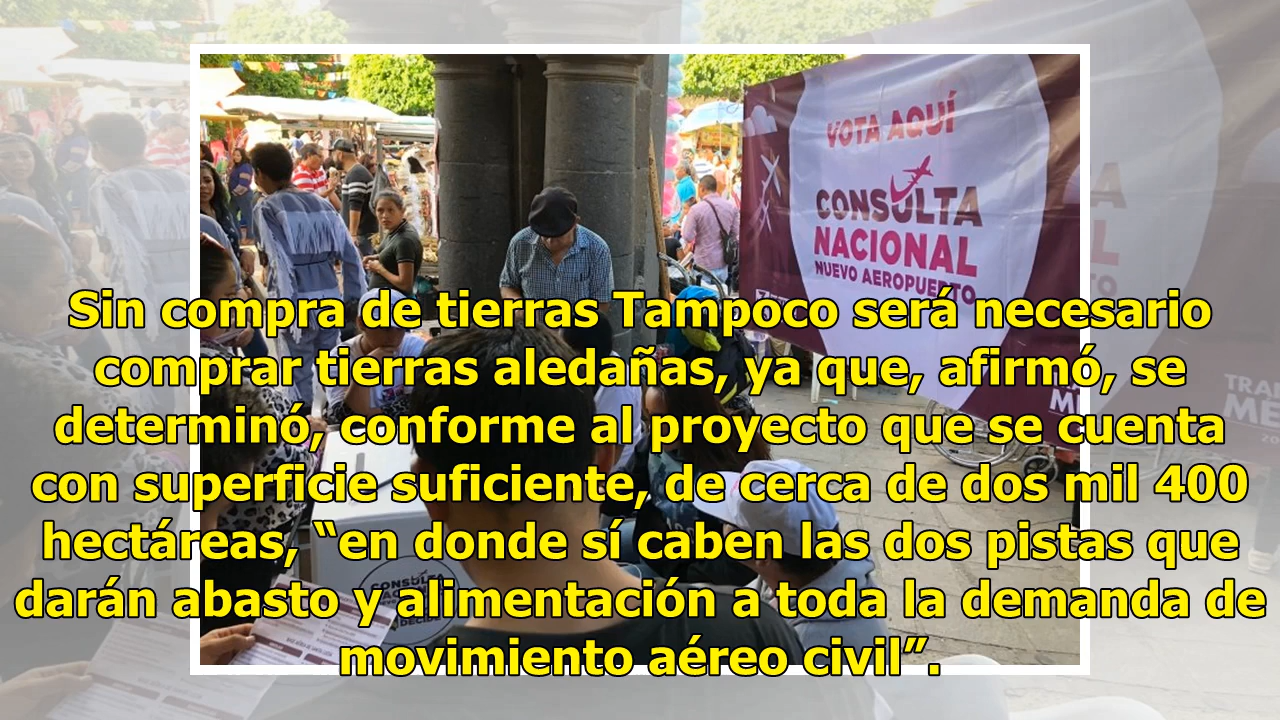 VOTA AQUÍ
CONSULTA
NACIONAL
NUEVO AEROPUERTO
Sin compra de tierras Tampoco será necesario
comprar tierras aledañas, ya que, afirmó, se
determinó, conforme al proyecto que se cuenta
con superficie suficiente, de cerca de dos mil 400
hectáreas, “en donde sí caben las dos pistas que
darán abasto y alimentación a toda la demanda de
movimiento aéreo civil”.
CONSULTA
DECIDE